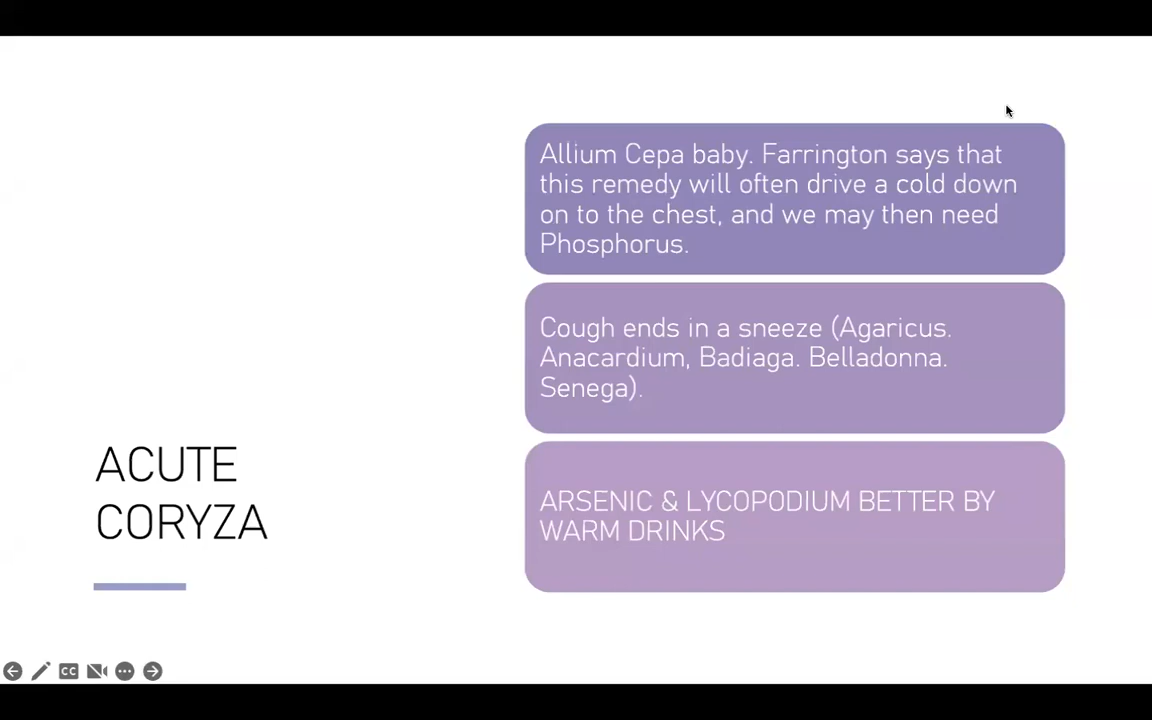 ACUTE
CORYZA
Allium Cepa baby. Farrington says that
this remedy will often drive a cold down
on to the chest, and we may then need
Phosphorus.
Cough ends in a sneeze (Agaricus.
Anacardium, Badiaga. Belladonna.
Senega).
ARSENIC & LYCOPODIUM BETTER BY
WARM DRINKS
CC